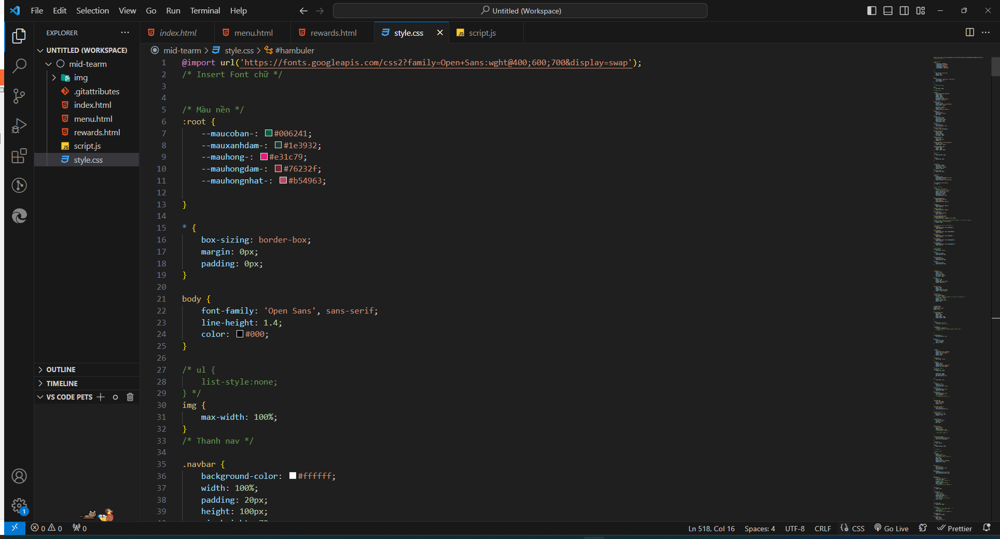 File Edit Selection View Go Run Terminal Help
Untitled (Workspace)
EXPLORER
UNTITLED (WORKSPACE)
mid-tearm
img
.gitattributes
index.html
menu.html
rewards.html
script.js
style.css
OUTLINE
TIMELINE
VS CODE PETS
index.html menu.html rewards.html style.css script.js
mid-tearm > style.css > #hambuler
1 @import url('https://fonts.googleapis.com/css2?family=Open+Sans:wght@400;600;700&display=swap');
2 /* Insert Font chữ */
3
4
5 /* Màu nền */
6 :root {
7 --maucoban-: #006241;
8 --mauxanhdam-: #1e3932;
9 --mauhong-: #e31c79;
10 --mauhongdam-: #76232f;
11 --mauhongnhat-: #b54963;
12
13 }
14
15 * {
16 box-sizing: border-box;
17 margin: 0px;
18 padding: 0px;
19 }
20
21 body {
22 font-family: 'Open Sans', sans-serif;
23 line-height: 1.4;
24 color: #000;
25 }
26
27 /* ul {
28 list-style:none;
29 } */
30 img {
31 max-width: 100%;
32 }
33 /* Thanh nav */
34
35 .navbar {
36 background-color: #ffffff;
37 width: 100%;
38 padding: 20px;
39 height: 100px;
1
0 0 0 Ln 518, Col 16 Spaces: 4 UTF-8 CRLF CSS Go Live Prettier